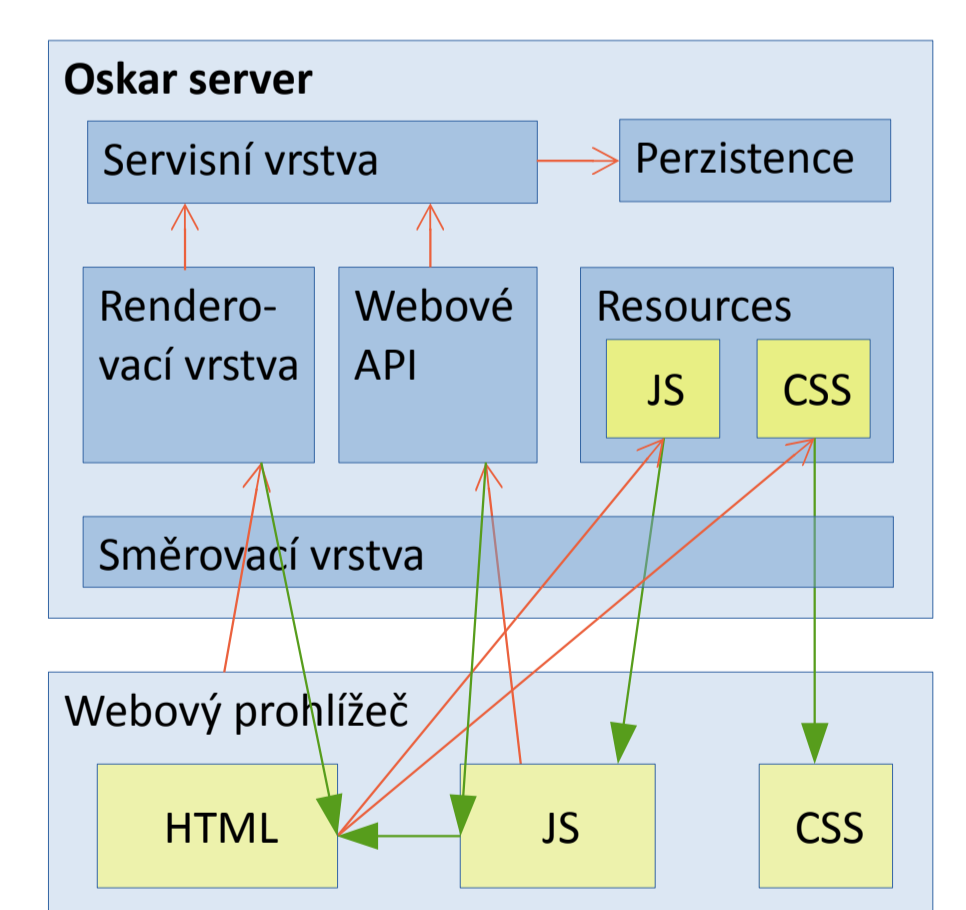 Oskar server
Servisní vrstva
Perzistence
Rendero-
vací vrstva
Webové
API
Resources
JS
CSS
Směrovací vrstva
Webový prohlížeč
HTML
JS
CSS